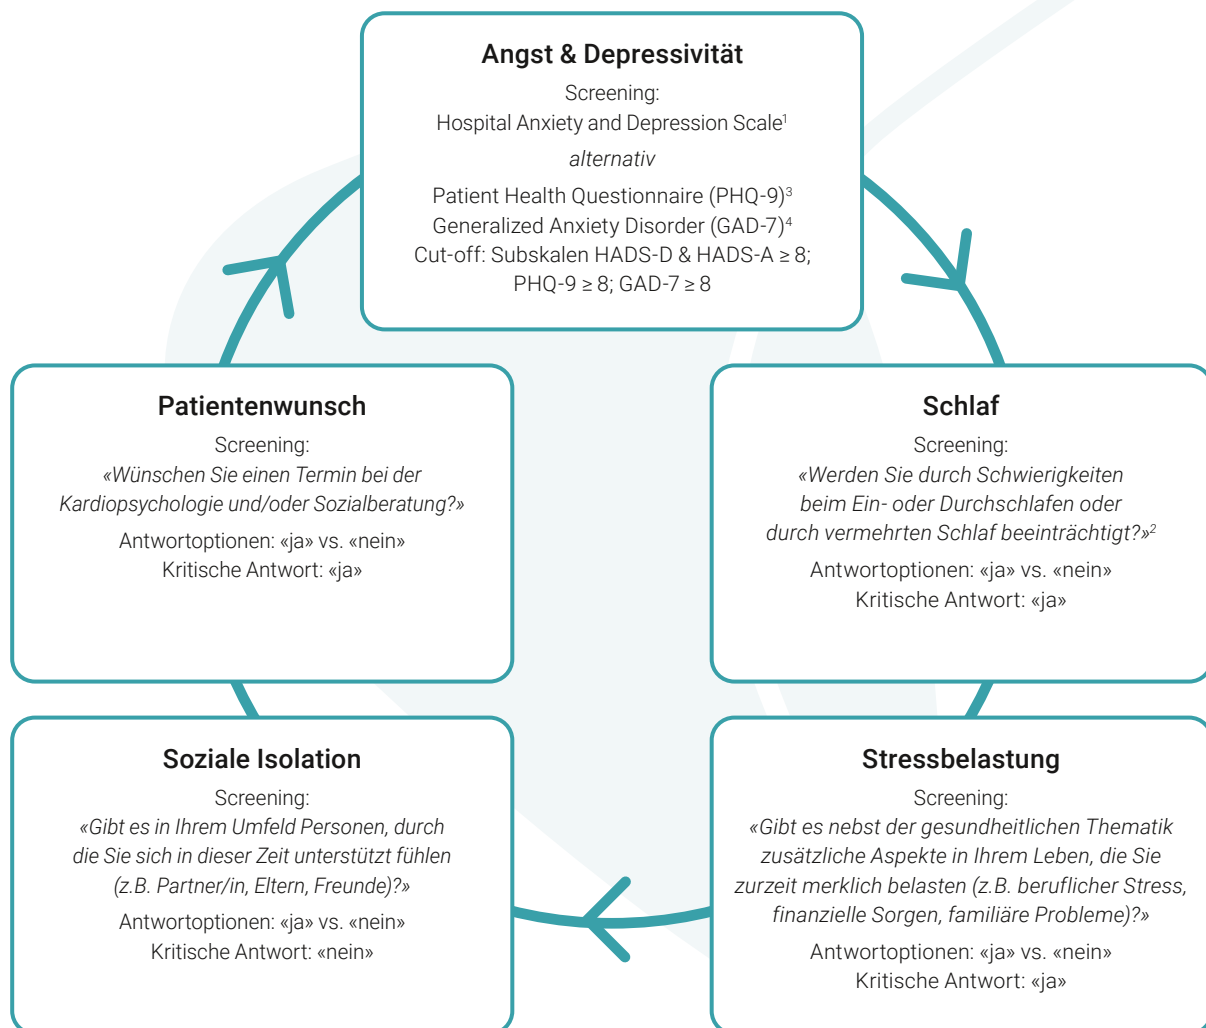 Angst & Depressivität
Screening:
Hospital Anxiety and Depression Scale¹
alternativ
Patient Health Questionnaire (PHQ-9)³
Generalized Anxiety Disorder (GAD-7)⁴
Cut-off: Subskalen HADS-D & HADS-A ≥ 8;
PHQ-9 ≥ 8; GAD-7 ≥ 8
Patientenwunsch
Screening:
«Wünschen Sie einen Termin bei der
Kardiopsychologie und/oder Sozialberatung?»
Antwortoptionen: «ja» vs. «nein»
Kritische Antwort: «ja»
Schlaf
Screening:
«Werden Sie durch Schwierigkeiten
beim Ein- oder Durchschlafen oder
durch vermehrten Schlaf beeinträchtigt?»²
Antwortoptionen: «ja» vs. «nein»
Kritische Antwort: «ja»
Soziale Isolation
Screening:
«Gibt es in Ihrem Umfeld Personen, durch
die Sie sich in dieser Zeit unterstützt fühlen
(z.B. Partner/in, Eltern, Freunde)?»
Antwortoptionen: «ja» vs. «nein»
Kritische Antwort: «nein»
Stressbelastung
Screening:
«Gibt es nebst der gesundheitlichen Thematik
zusätzliche Aspekte in Ihrem Leben, die Sie
zurzeit merklich belasten (z.B. beruflicher Stress,
finanzielle Sorgen, familiäre Probleme)?»
Antwortoptionen: «ja» vs. «nein»
Kritische Antwort: «ja»